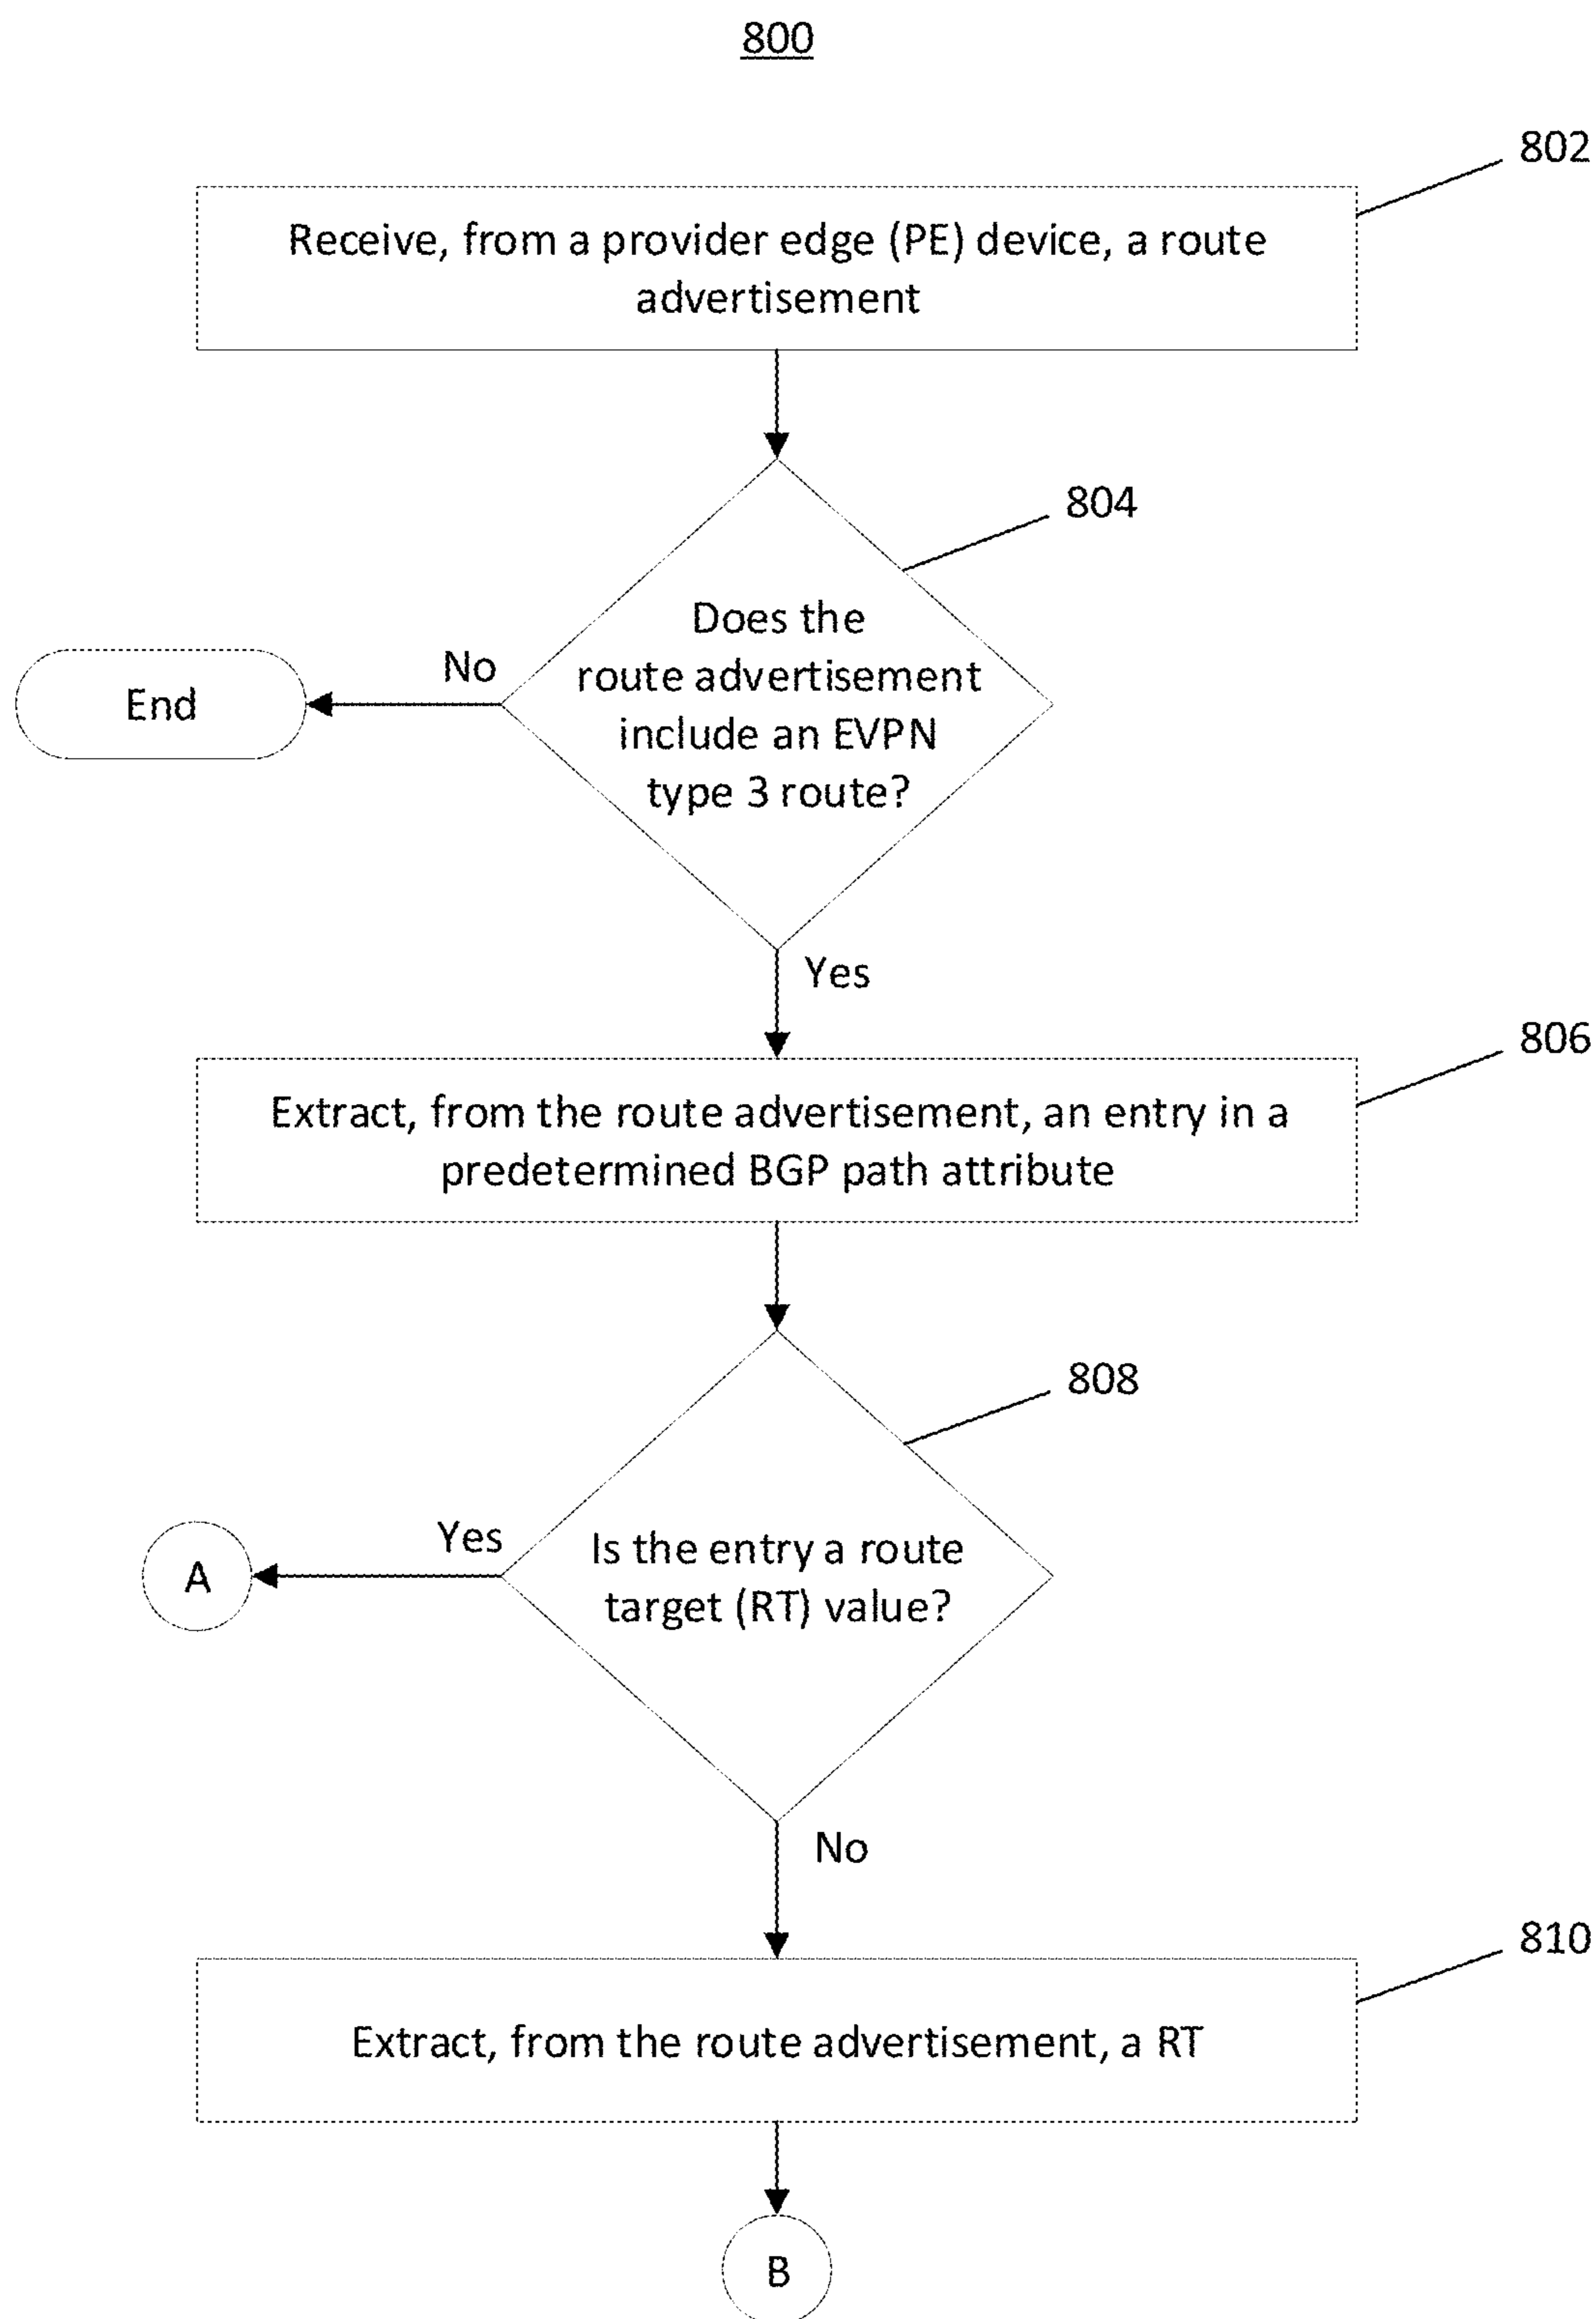 800
802
Receive, from a provider edge (PE) device, a route
advertisement
804
Does the
route advertisement
include an EVPN
type 3 route?
No
End
Yes
806
Extract, from the route advertisement, an entry in a
predetermined BGP path attribute
808
Yes
Is the entry a route
target (RT) value?
A
No
810
Extract, from the route advertisement, a RT
B